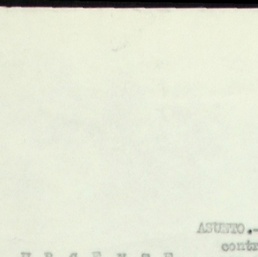 ASUNTO.-
contr
U R G E N T E